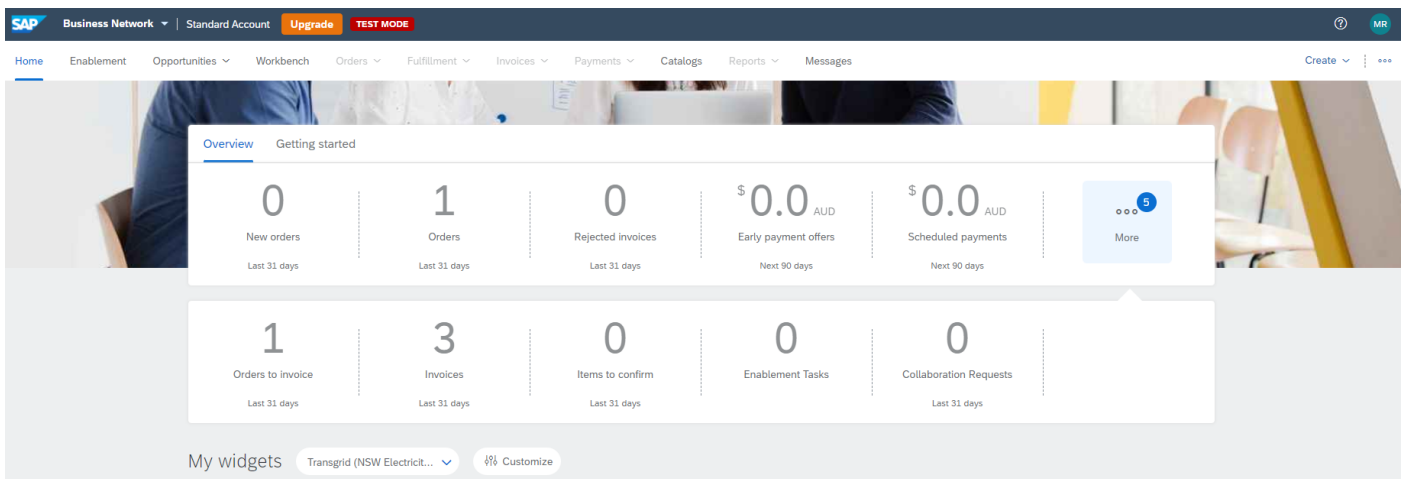 SAP Business Network | Standard Account Upgrade TEST MODE ? MR
Home Enablement Opportunities Workbench Orders Fulfillment Invoices Payments Catalogs Reports Messages Create
Overview Getting started
0 1 0 $0.0 AUD $0.0 AUD 5
New orders Orders Rejected invoices Early payment offers Scheduled payments More
Last 31 days Last 31 days Last 31 days Next 90 days Next 90 days
1 3 0 0 0
Orders to invoice Invoices Items to confirm Enablement Tasks Collaboration Requests
Last 31 days Last 31 days Last 31 days Last 31 days
My widgets Transgrid (NSW Electricit... Customize